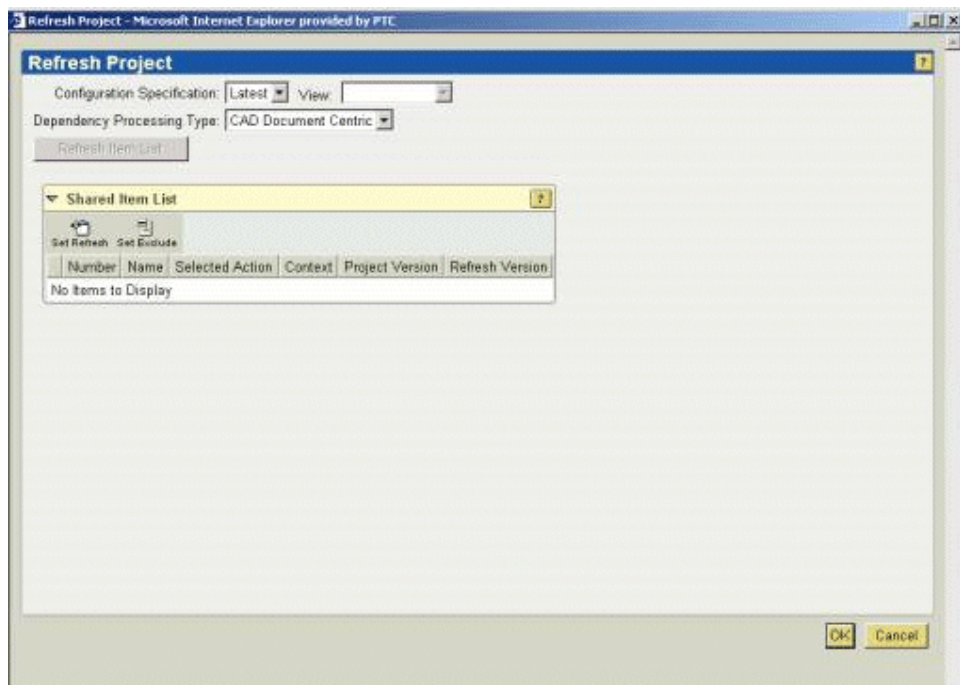 Refresh Project - Microsoft Internet Explorer provided by PTC
Refresh Project ?
Configuration Specification: Latest View:
Dependency Processing Type: CAD Document Centric
Refresh Item List
Shared Item List ?
Set Refresh Set Exclude
Number Name Selected Action Context Project Version Refresh Version
No Items to Display
OK Cancel